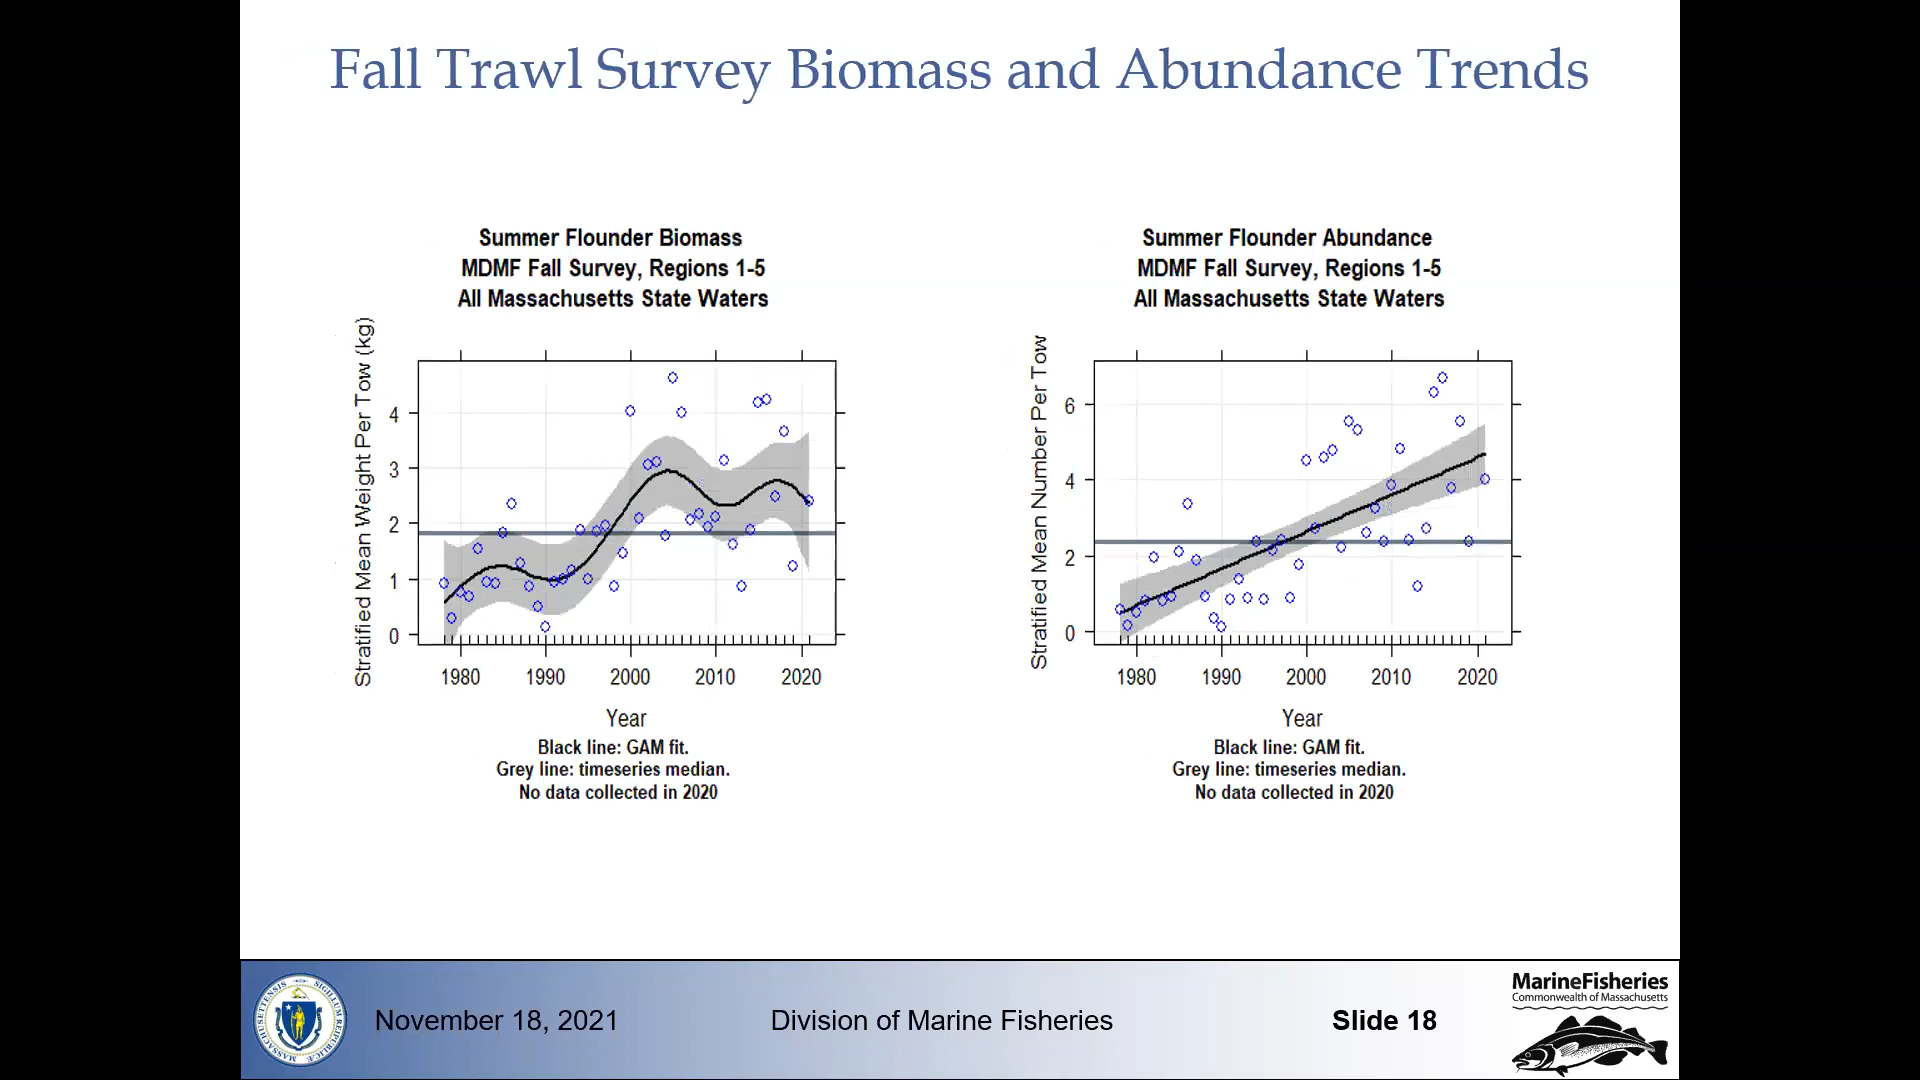 Fall Trawl Survey Biomass and Abundance Trends
Summer Flounder Biomass
MDMF Fall Survey, Regions 1-5
All Massachusetts State Waters
Stratified Mean Weight Per Tow (kg)
4
3
2
1
0
1980 1990 2000 2010 2020
Year
Black line: GAM fit.
Grey line: timeseries median.
No data collected in 2020
Summer Flounder Abundance
MDMF Fall Survey, Regions 1-5
All Massachusetts State Waters
Stratified Mean Number Per Tow
6
4
2
0
1980 1990 2000 2010 2020
Year
Black line: GAM fit.
Grey line: timeseries median.
No data collected in 2020
November 18, 2021
Division of Marine Fisheries
Slide 18
MarineFisheries
Commonwealth of Massachusetts